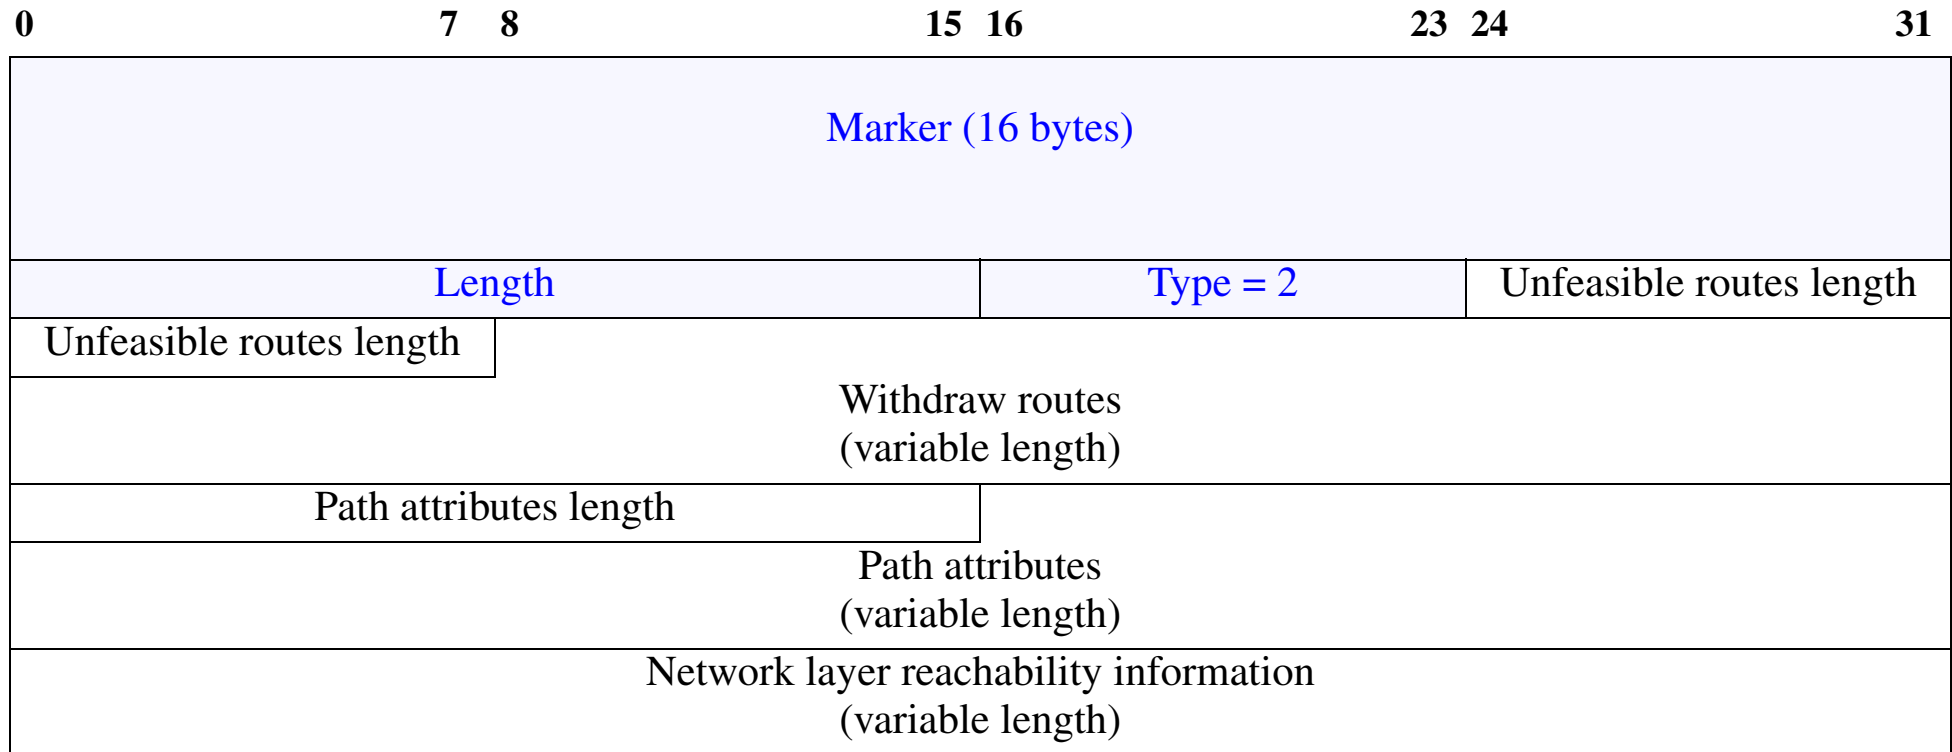 0 7 8 15 16 23 24 31
Marker (16 bytes)
Length Type = 2 Unfeasible routes length
Unfeasible routes length
Withdraw routes
(variable length)
Path attributes length
Path attributes
(variable length)
Network layer reachability information
(variable length)